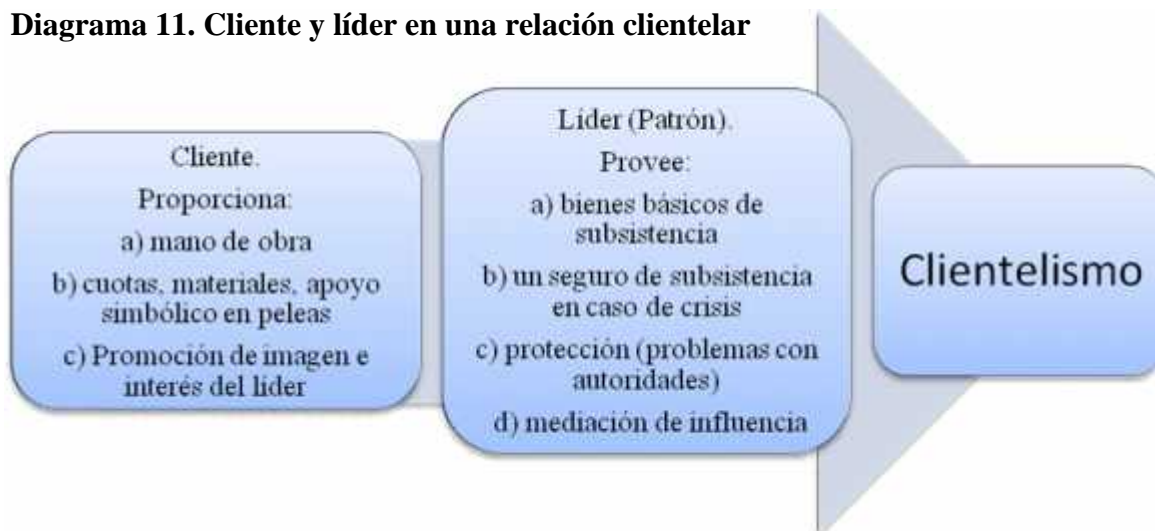 Diagrama 11. Cliente y líder en una relación clientelar
Cliente.
Proporciona:
a) mano de obra
b) cuotas, materiales, apoyo
simbólico en peleas
c) Promoción de imagen e
interés del líder
Líder (Patrón).
Provee:
a) bienes básicos de
subsistencia
b) un seguro de subsistencia
en caso de crisis
c) protección (problemas con
autoridades)
d) mediación de influencia
Clientelismo